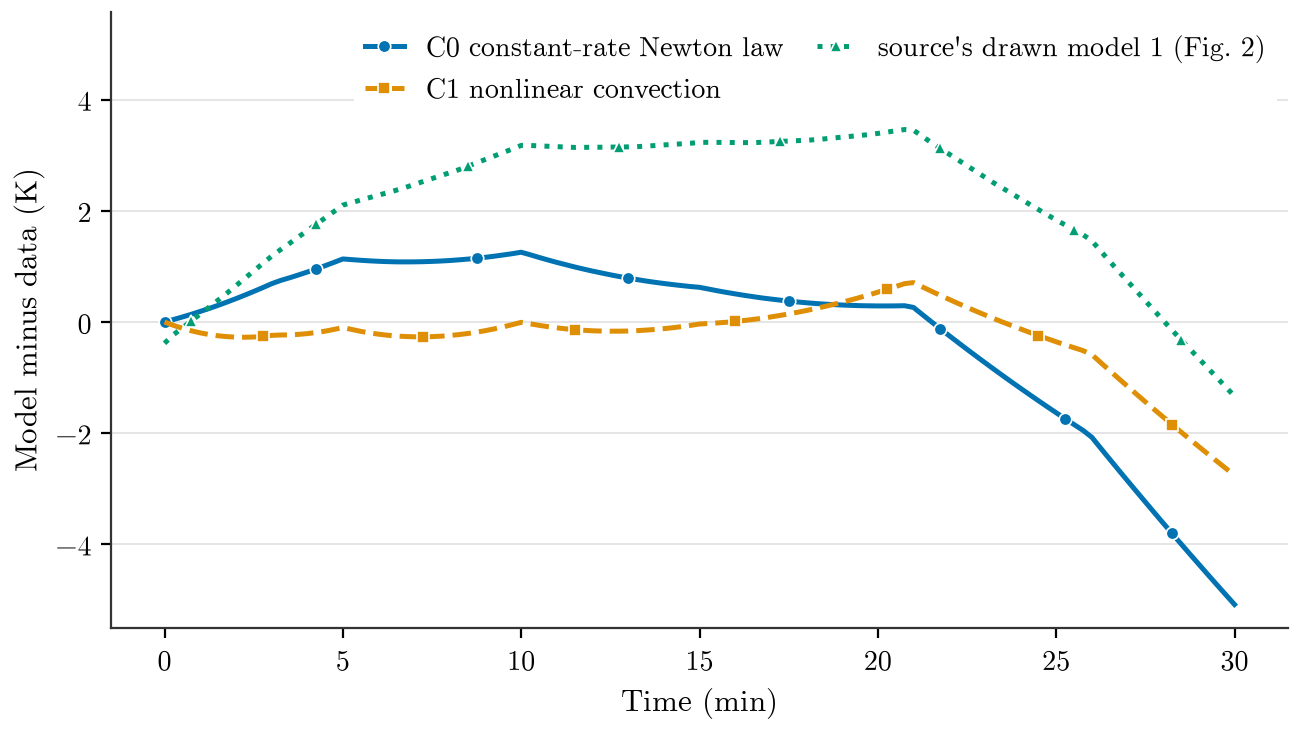 C0 constant-rate Newton law
source's drawn model 1 (Fig. 2)
C1 nonlinear convection
Model minus data (K)
4
2
0
−2
−4
0 5 10 15 20 25 30
Time (min)